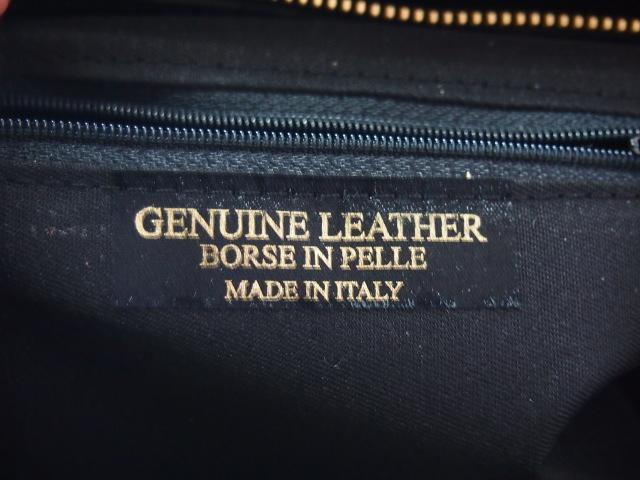 GENUINE LEATHER
BORSE IN PELLE
MADE IN ITALY